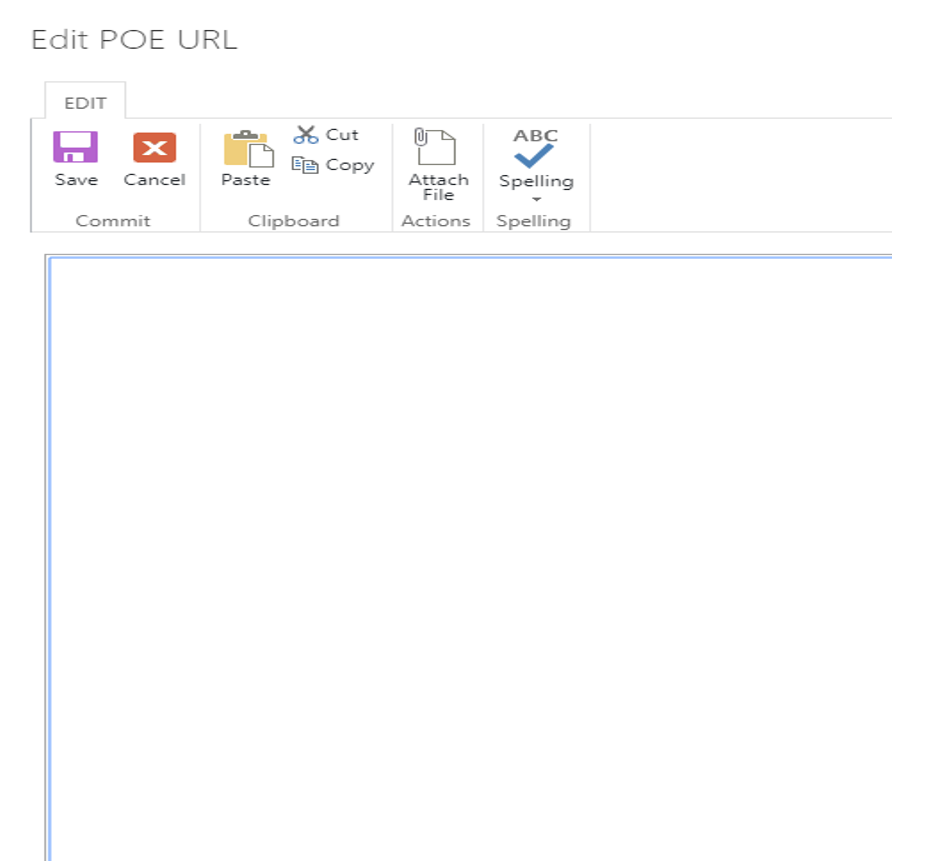 Edit POE URL
EDIT
Save
Cancel
Commit
Paste
Cut
Copy
Clipboard
Attach
File
Actions
ABC
Spelling
Spelling